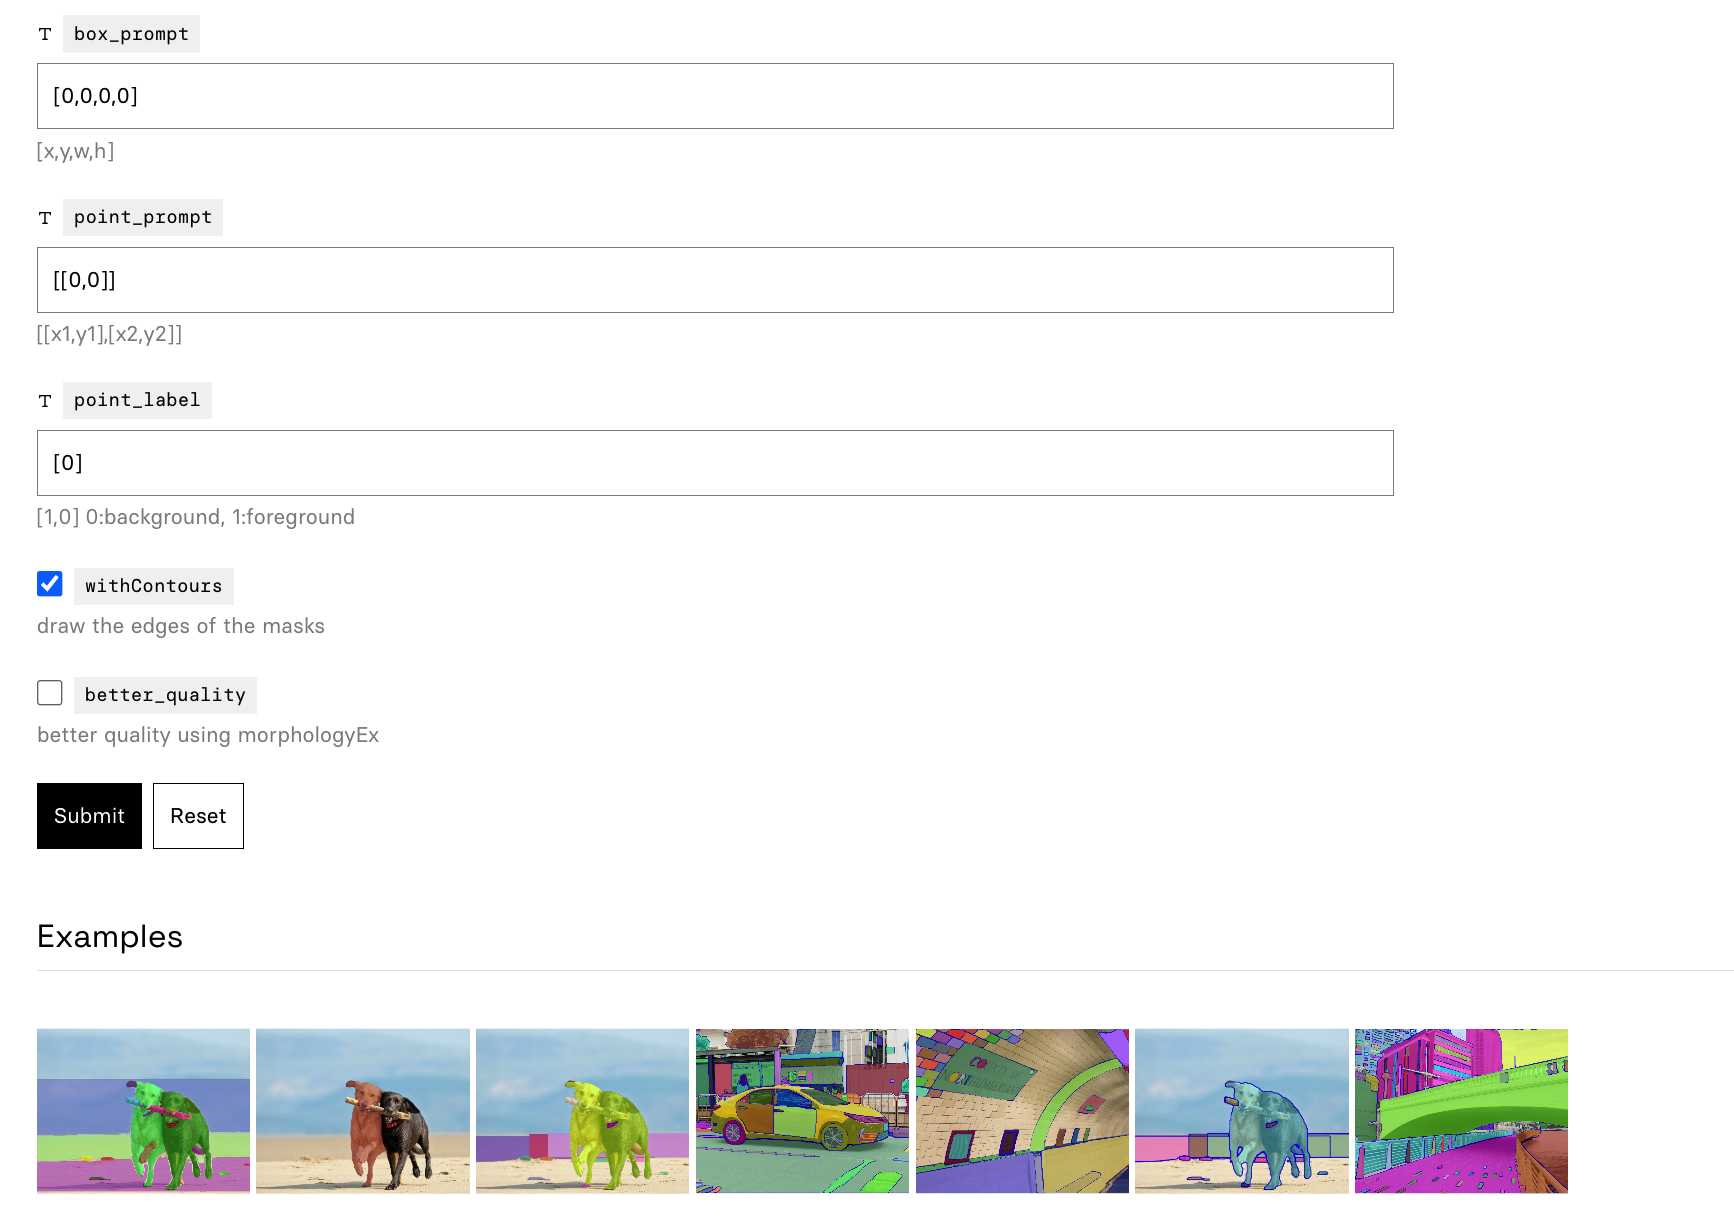 T box_prompt
[0,0,0,0]
[x,y,w,h]
T point_prompt
[[0,0]]
[[x1,y1],[x2,y2]]
T point_label
[0]
[1,0] 0:background, 1:foreground
withContours
draw the edges of the masks
better_quality
better quality using morphologyEx
Submit Reset
Examples